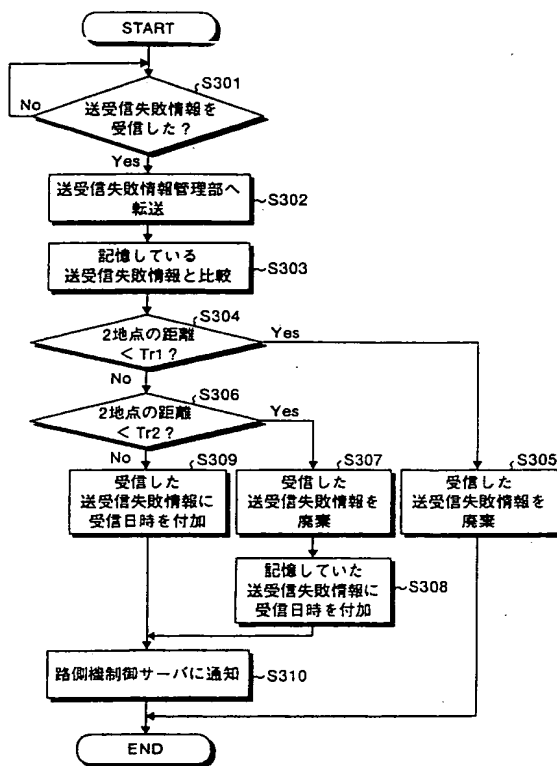 START
S301
送受信失敗情報を
受信した?
No
Yes
送受信失敗情報管理部へ
転送
S302
記憶している
送受信失敗情報と比較
S303
S304
2地点の距離
< Tr1 ?
Yes
No
S306
2地点の距離
< Tr2 ?
Yes
No
S309
受信した
送受信失敗情報に
受信日時を付加
S307
受信した
送受信失敗情報を
廃棄
S305
受信した
送受信失敗情報を
廃棄
記憶していた
送受信失敗情報に
受信日時を付加
S308
路側機制御サーバに通知
S310
END